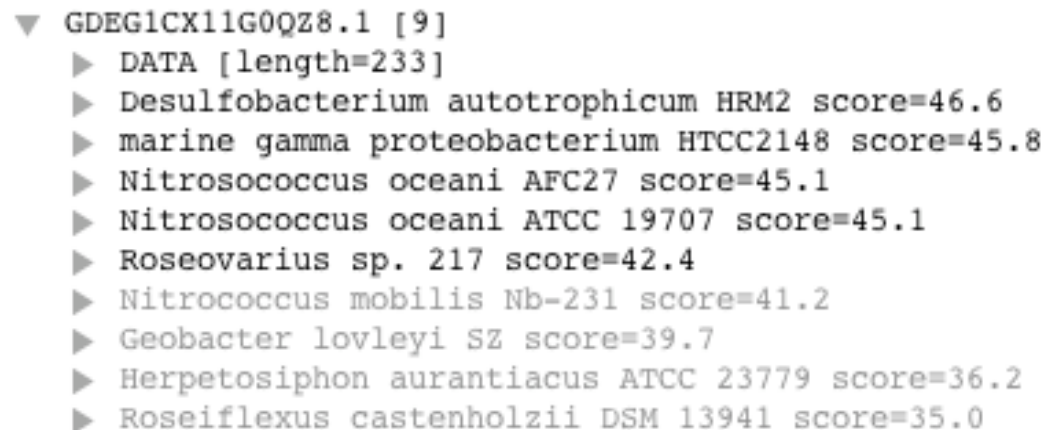 GDEG1CX11G0QZ8.1 [9]
DATA [length=233]
Desulfobacterium autotrophicum HRM2 score=46.6
marine gamma proteobacterium HTCC2148 score=45.8
Nitrosococcus oceani AFC27 score=45.1
Nitrosococcus oceani ATCC 19707 score=45.1
Roseovarius sp. 217 score=42.4
Nitrococcus mobilis Nb-231 score=41.2
Geobacter lovleyi SZ score=39.7
Herpetosiphon aurantiacus ATCC 23779 score=36.2
Roseiflexus castenholzii DSM 13941 score=35.0